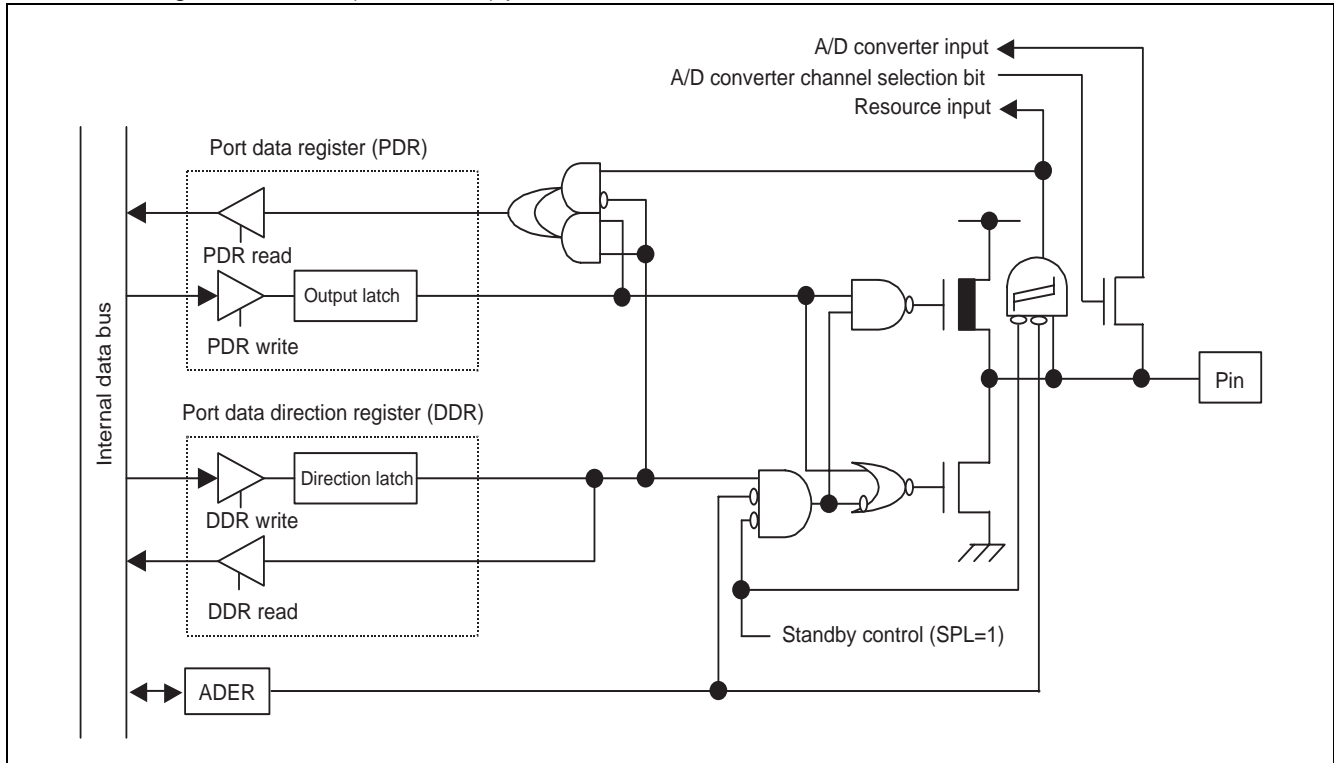 A/D converter input
A/D converter channel selection bit
Resource input
Port data register (PDR)
PDR read
Output latch
PDR write
Internal data bus
Pin
Port data direction register (DDR)
Direction latch
DDR write
DDR read
Standby control (SPL=1)
ADER